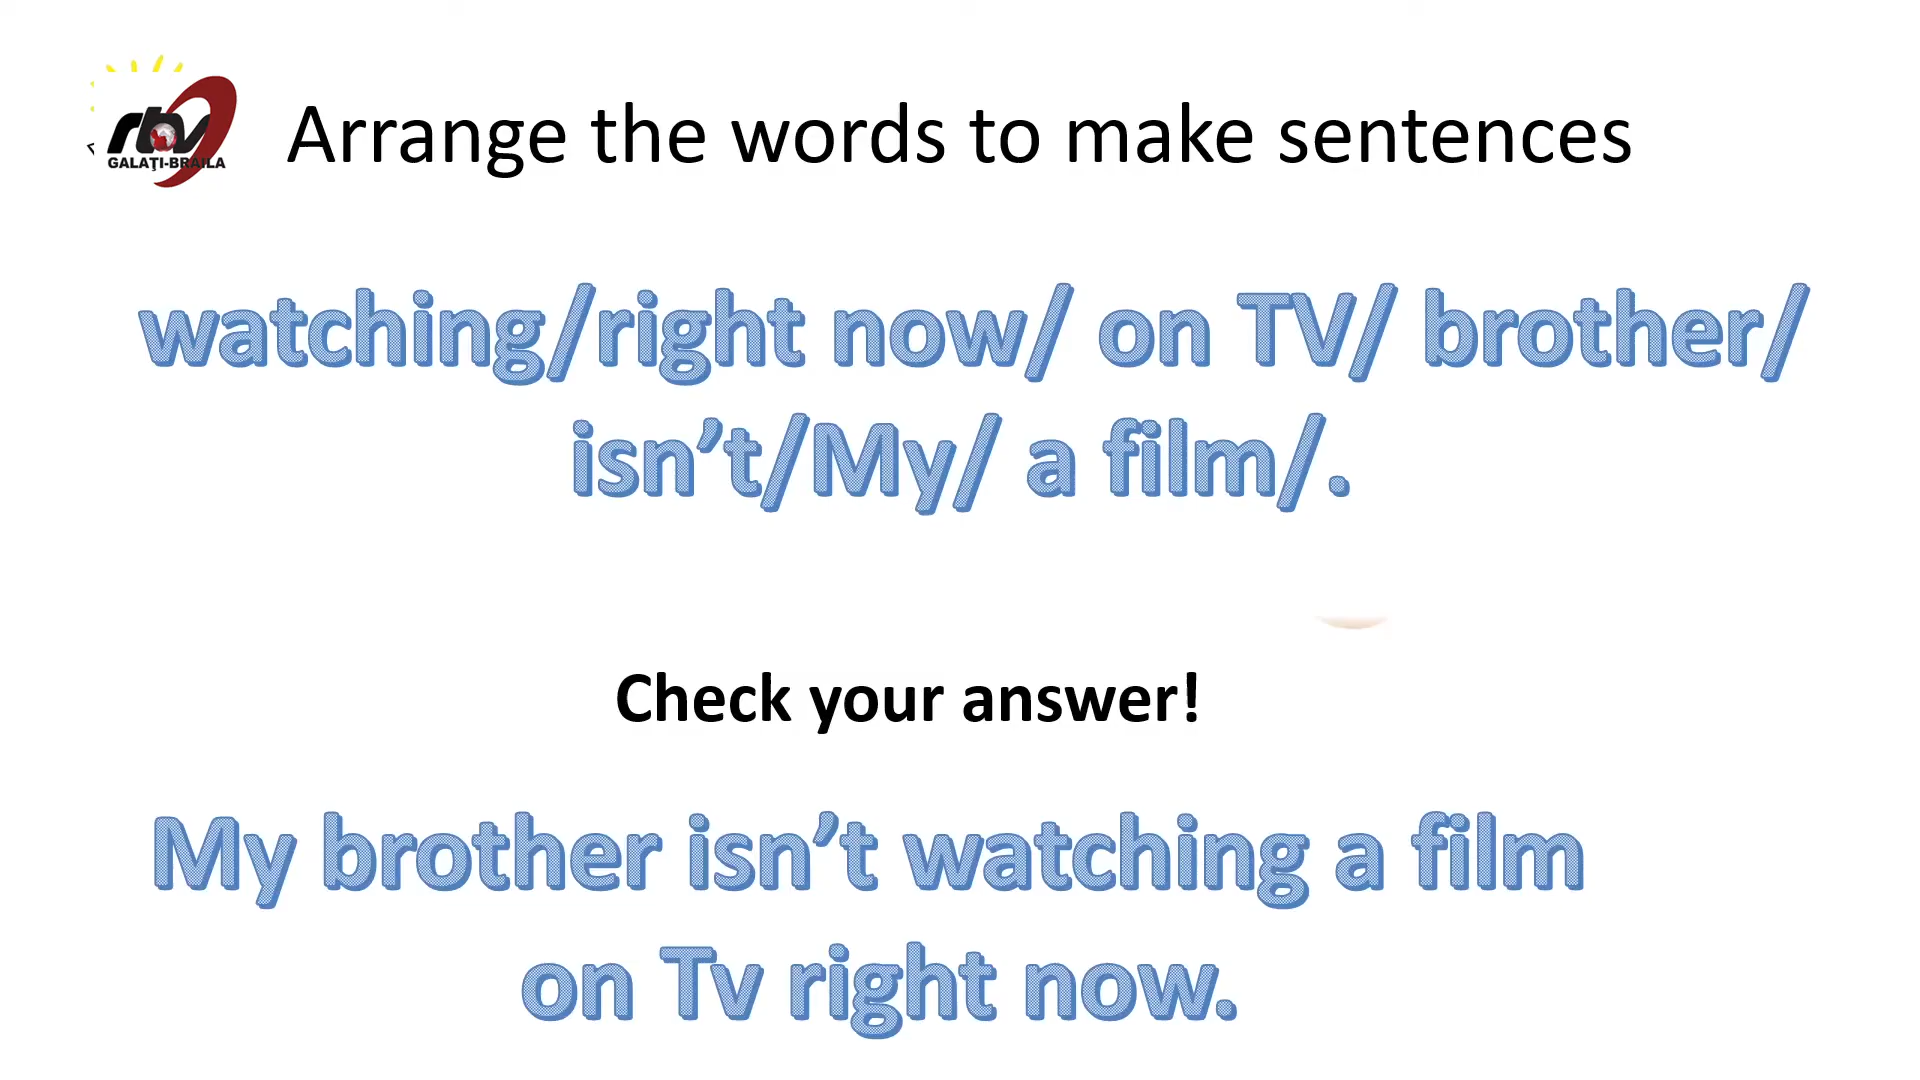 rtv
GALAȚI-BRAILA
Arrange the words to make sentences
watching/right now/ on TV/ brother/
isn’t/My/ a film/.
Check your answer!
My brother isn’t watching a film
on Tv right now.